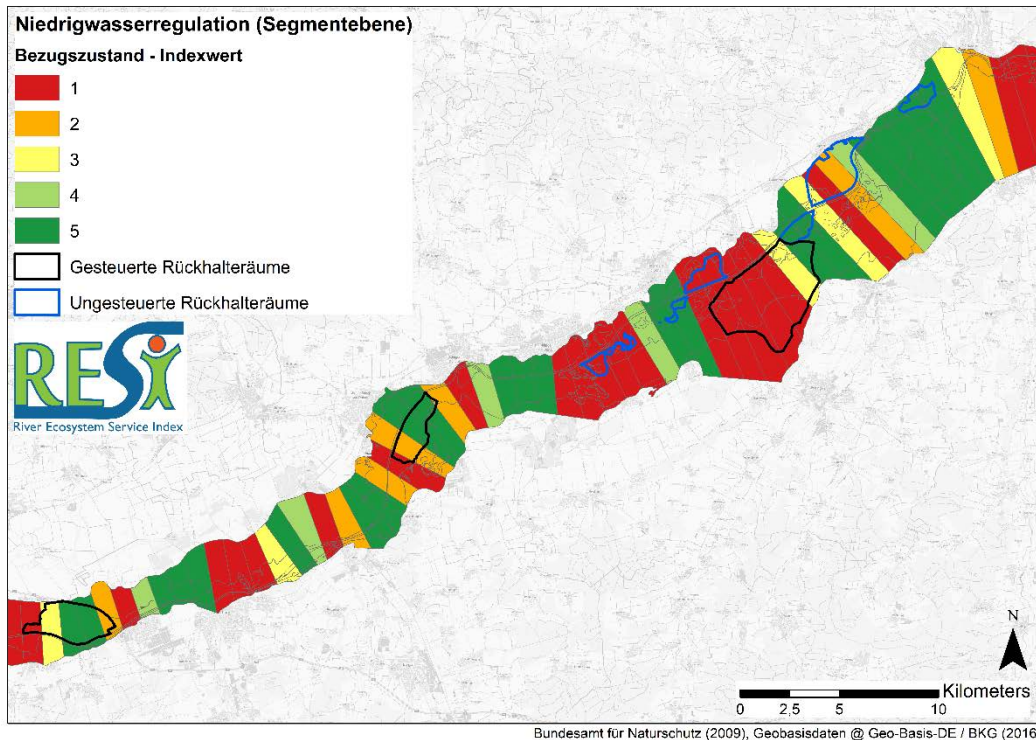 Niedrigwasserregulation (Segmentebene)
Bezugszustand - Indexwert
1
2
3
4
5
Gesteuerte Rückhalteräume
Ungesteuerte Rückhalteräume
RESI
River Ecosystem Service Index
N
Kilometers
0 2,5 5 10
Bundesamt für Naturschutz (2009), Geobasisdaten @ Geo-Basis-DE / BKG (2016